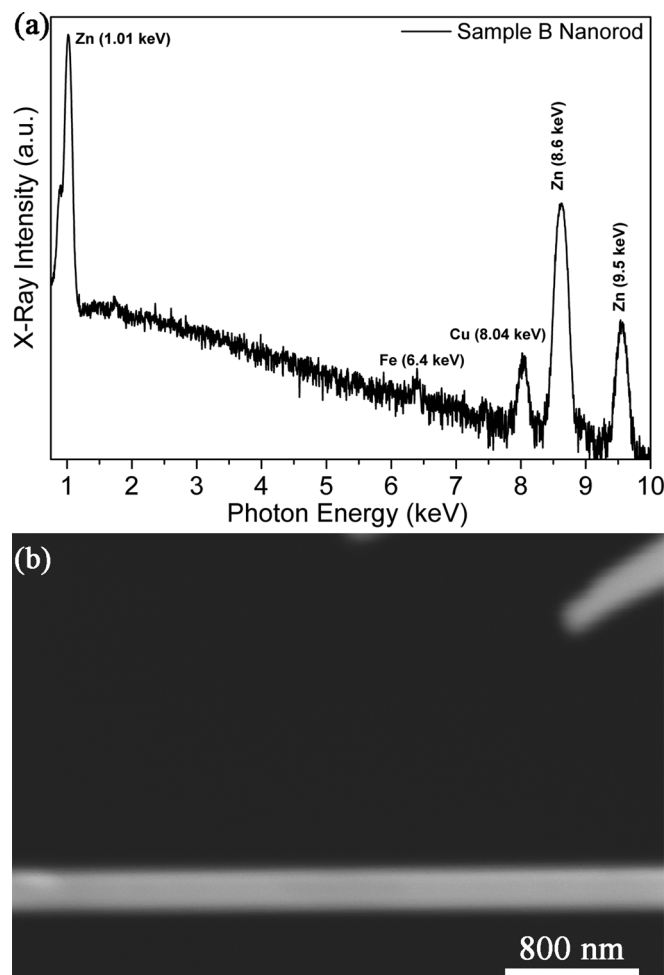 (a)
Zn (1.01 keV)
Sample B Nanorod
Zn (8.6 keV)
Zn (9.5 keV)
Cu (8.04 keV)
Fe (6.4 keV)
X-Ray Intensity (a.u.)
1 2 3 4 5 6 7 8 9 10
Photon Energy (keV)
(b)
800 nm